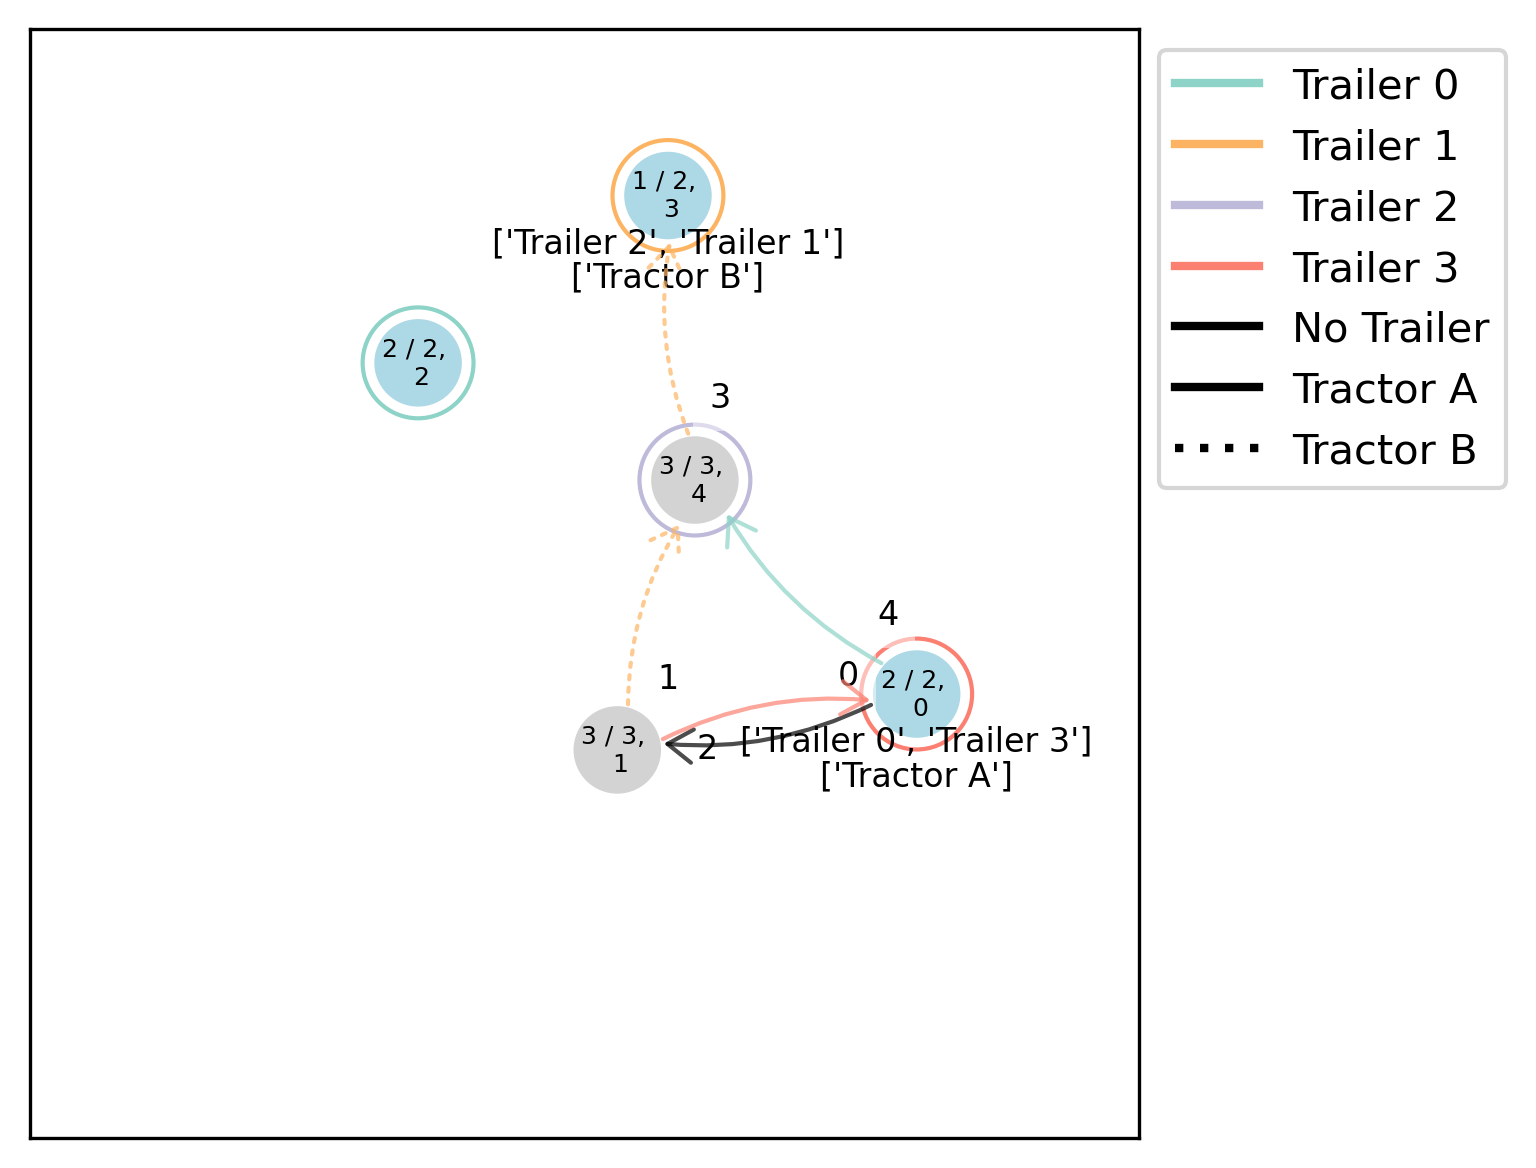 1 / 2,
3
['Trailer 2', 'Trailer 1']
['Tractor B']
2 / 2,
2
3
3 / 3,
4
4
0
2 / 2,
0
1
3 / 3,
1
2
['Trailer 0', 'Trailer 3']
['Tractor A']
Trailer 0
Trailer 1
Trailer 2
Trailer 3
No Trailer
Tractor A
Tractor B